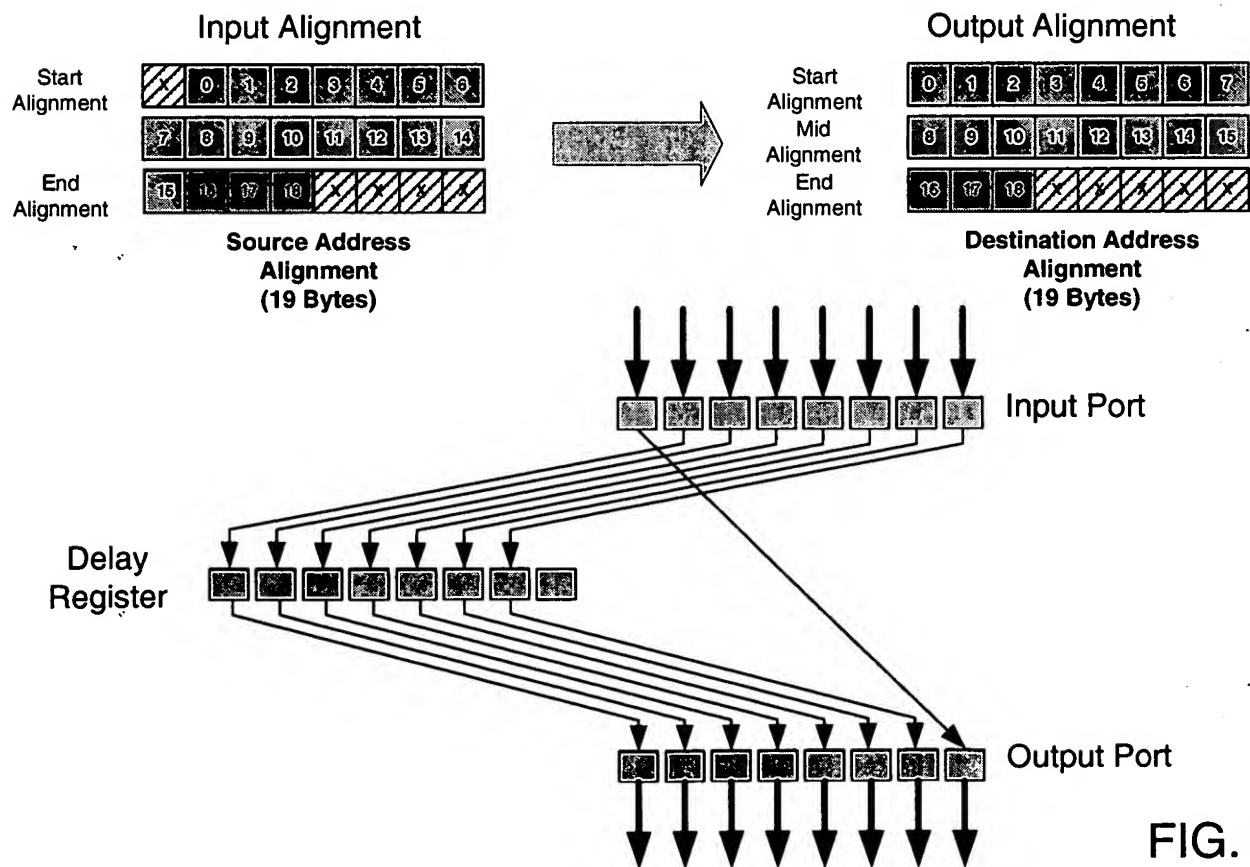 Input Alignment
Output Alignment
Start
Alignment
X 0 1 2 3 4 5 6
7 8 9 10 11 12 13 14
End
Alignment
15 16 17 18 X X X X
Source Address
Alignment
(19 Bytes)
Start
Alignment
0 1 2 3 4 5 6 7
Mid
Alignment
8 9 10 11 12 13 14 15
End
Alignment
16 17 18 X X X X X
Destination Address
Alignment
(19 Bytes)
Input Port
Delay
Register
Output Port
FIG.